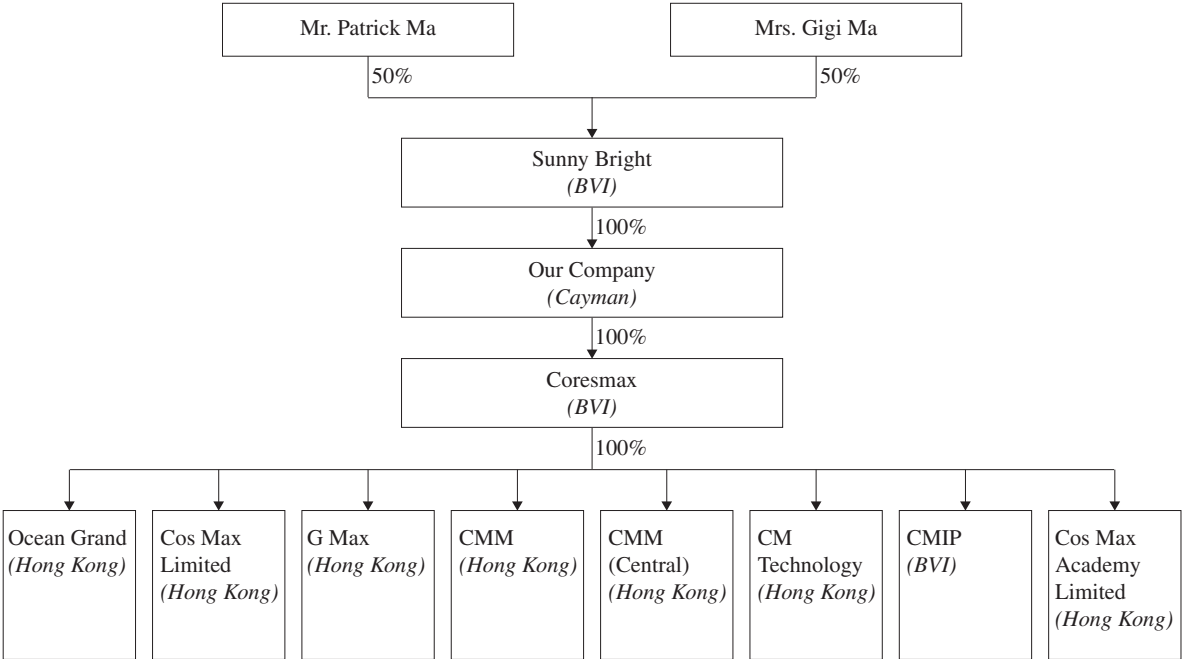 Mr. Patrick Ma
Mrs. Gigi Ma
50%
50%
Sunny Bright
(BVI)
100%
Our Company
(Cayman)
100%
Coresmax
(BVI)
100%
Ocean Grand
(Hong Kong)
Cos Max
Limited
(Hong Kong)
G Max
(Hong Kong)
CMM
(Hong Kong)
CMM
(Central)
(Hong Kong)
CM
Technology
(Hong Kong)
CMIP
(BVI)
Cos Max
Academy
Limited
(Hong Kong)